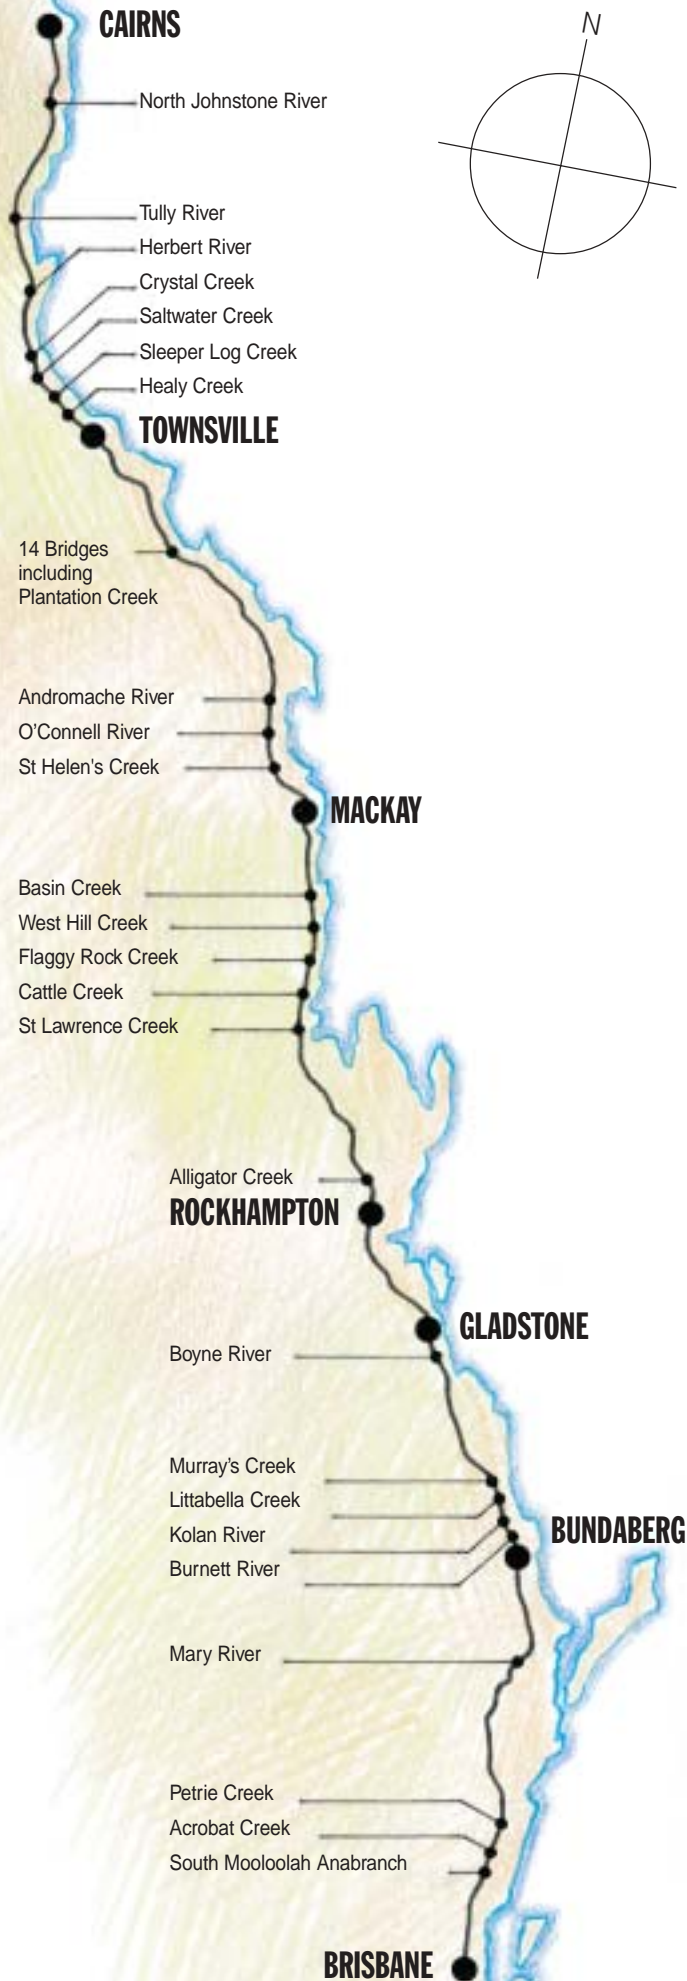 CAIRNS
N
North Johnstone River
Tully River
Herbert River
Crystal Creek
Saltwater Creek
Sleeper Log Creek
Healy Creek
TOWNSVILLE
14 Bridges
including
Plantation Creek
Andromache River
O'Connell River
St Helen's Creek
MACKAY
Basin Creek
West Hill Creek
Flaggy Rock Creek
Cattle Creek
St Lawrence Creek
Alligator Creek
ROCKHAMPTON
GLADSTONE
Boyne River
Murray's Creek
Littabella Creek
Kolan River
BUNDABERG
Burnett River
Mary River
Petrie Creek
Acrobat Creek
South Mooloolah Anabranch
BRISBANE